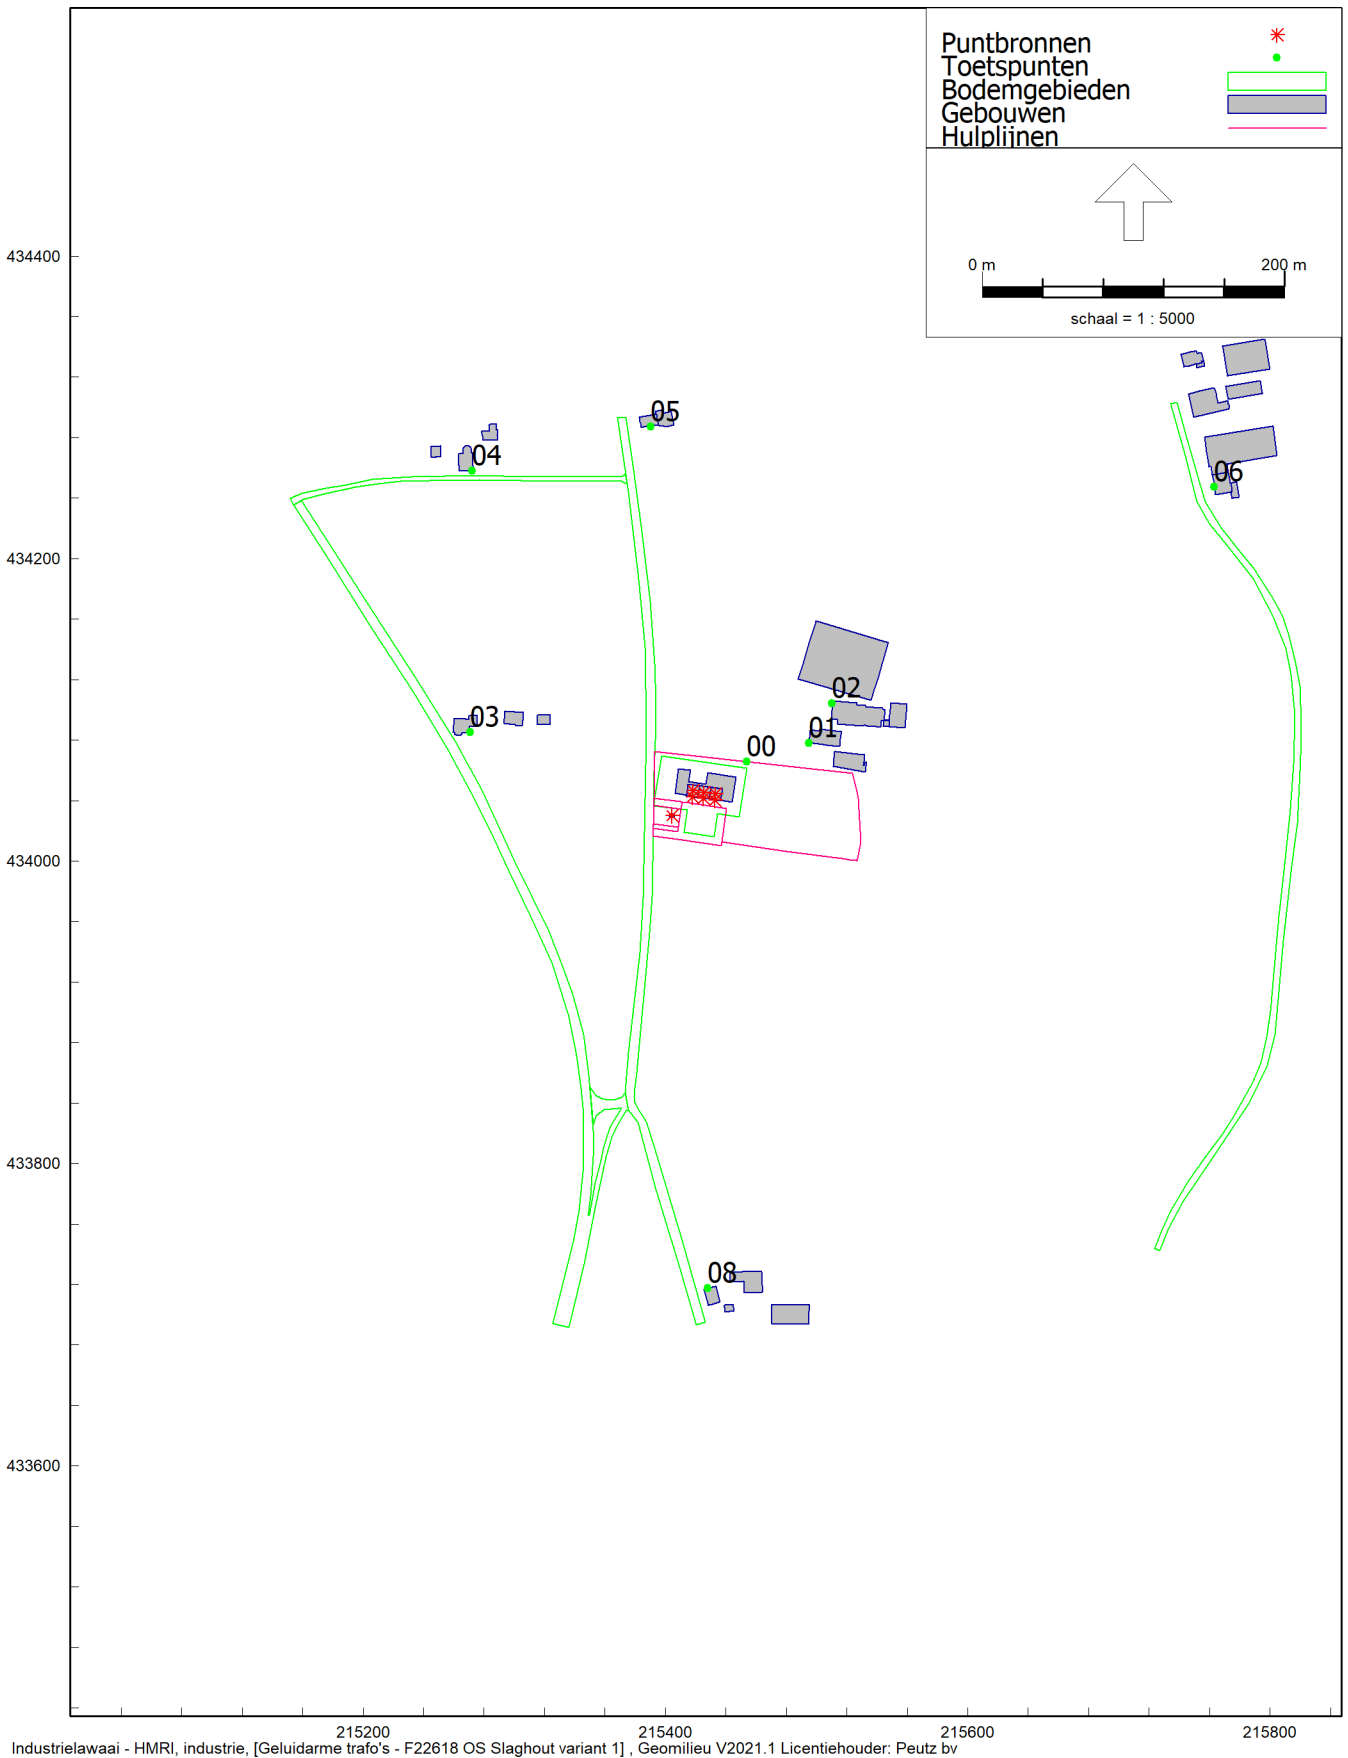 Puntbronnen
Toetspunten
Bodemgebieden
Gebouwen
Hulplijnen
0 m 200 m
schaal = 1 : 5000
434400
05
04
06
434200
02
03
01
00
434000
433800
08
433600
215200 215400 215600 215800
Industrielawaai - HMRI, industrie, [Geluidarme trafo's - F22618 OS Slaghout variant 1] , Geomilieu V2021.1 Licentiehouder: Peutz bv